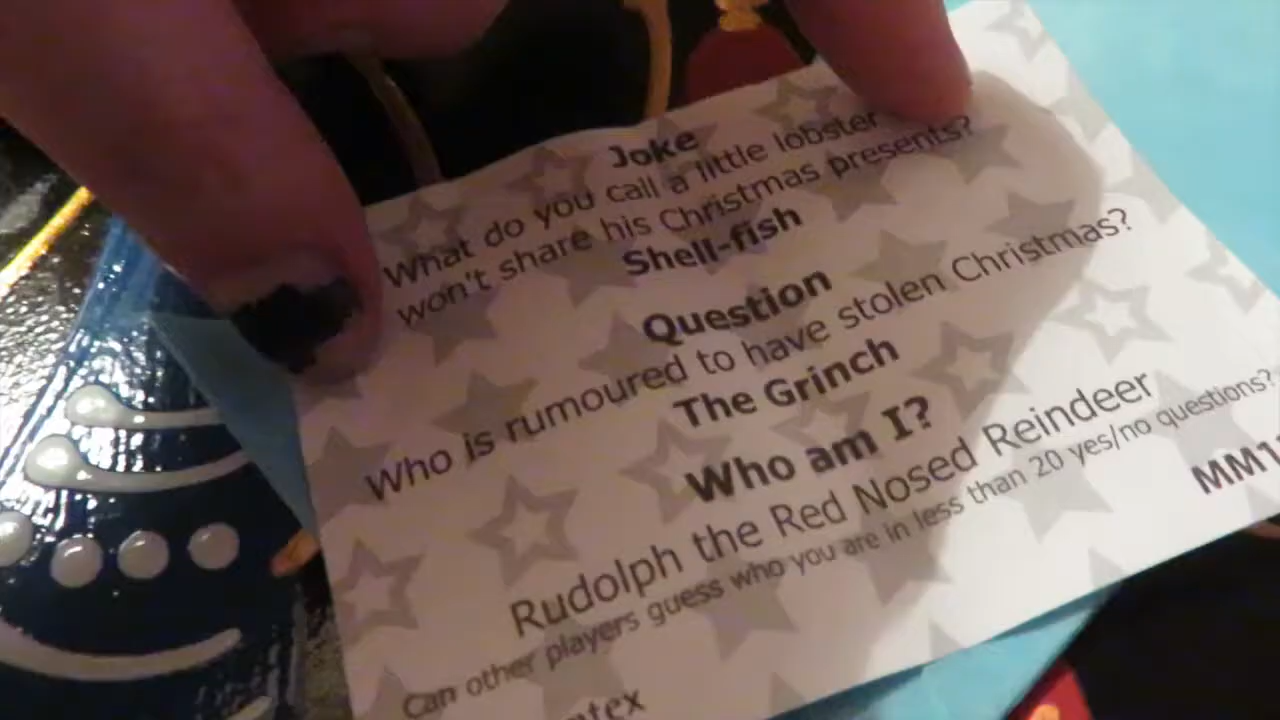 Joke
What do you call a little lobster
won't share his Christmas presents?
Shell-fish
Question
Who is rumoured to have stolen Christmas?
The Grinch
Who am I?
Rudolph the Red Nosed Reindeer
Can other players guess who you are in less than 20 yes/no questions?